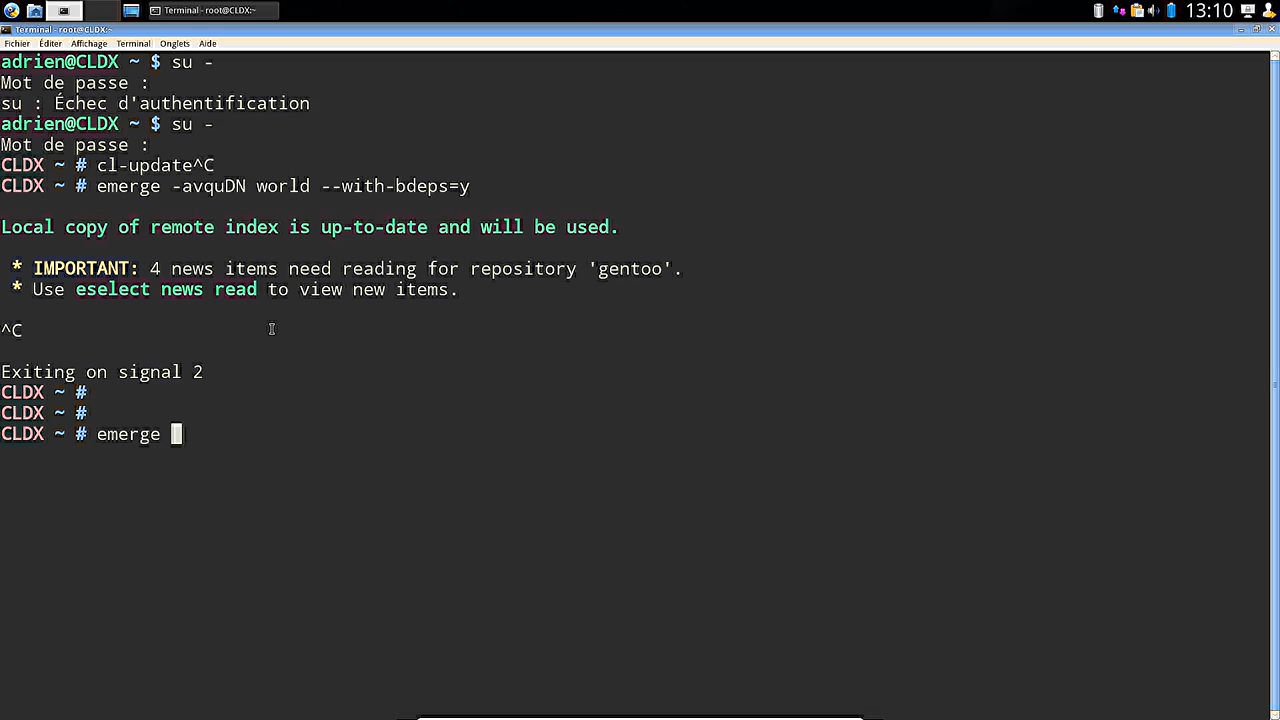 Terminal - root@CLDX:~
13:10
Terminal - root@CLDX:~
Fichier Éditer Affichage Terminal Onglets Aide
adrien@CLDX ~ $ su -
Mot de passe :
su : Échec d'authentification
adrien@CLDX ~ $ su -
Mot de passe :
CLDX ~ # cl-update^C
CLDX ~ # emerge -avquDN world --with-bdeps=y
Local copy of remote index is up-to-date and will be used.
* IMPORTANT: 4 news items need reading for repository 'gentoo'.
* Use eselect news read to view new items.
^C
Exiting on signal 2
CLDX ~ #
CLDX ~ #
CLDX ~ # emerge